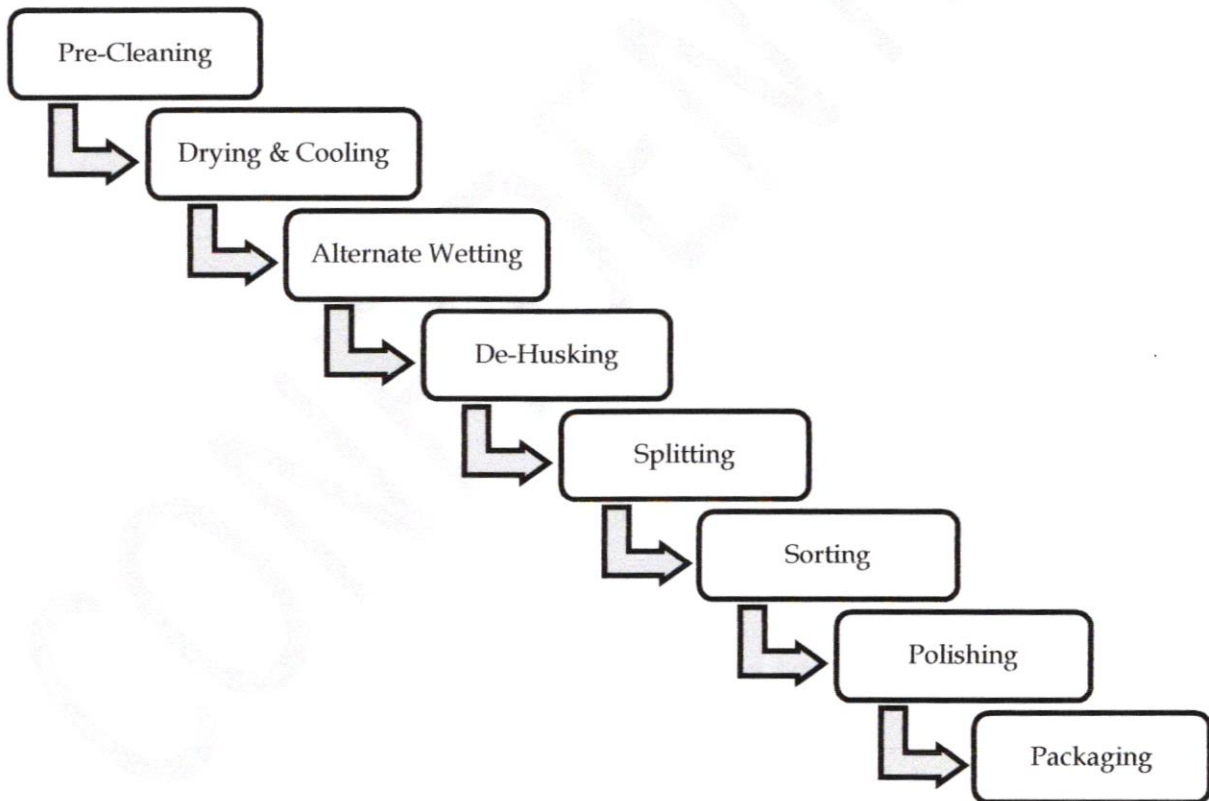 Pre-Cleaning
Drying & Cooling
Alternate Wetting
De-Husking
Splitting
Sorting
Polishing
Packaging